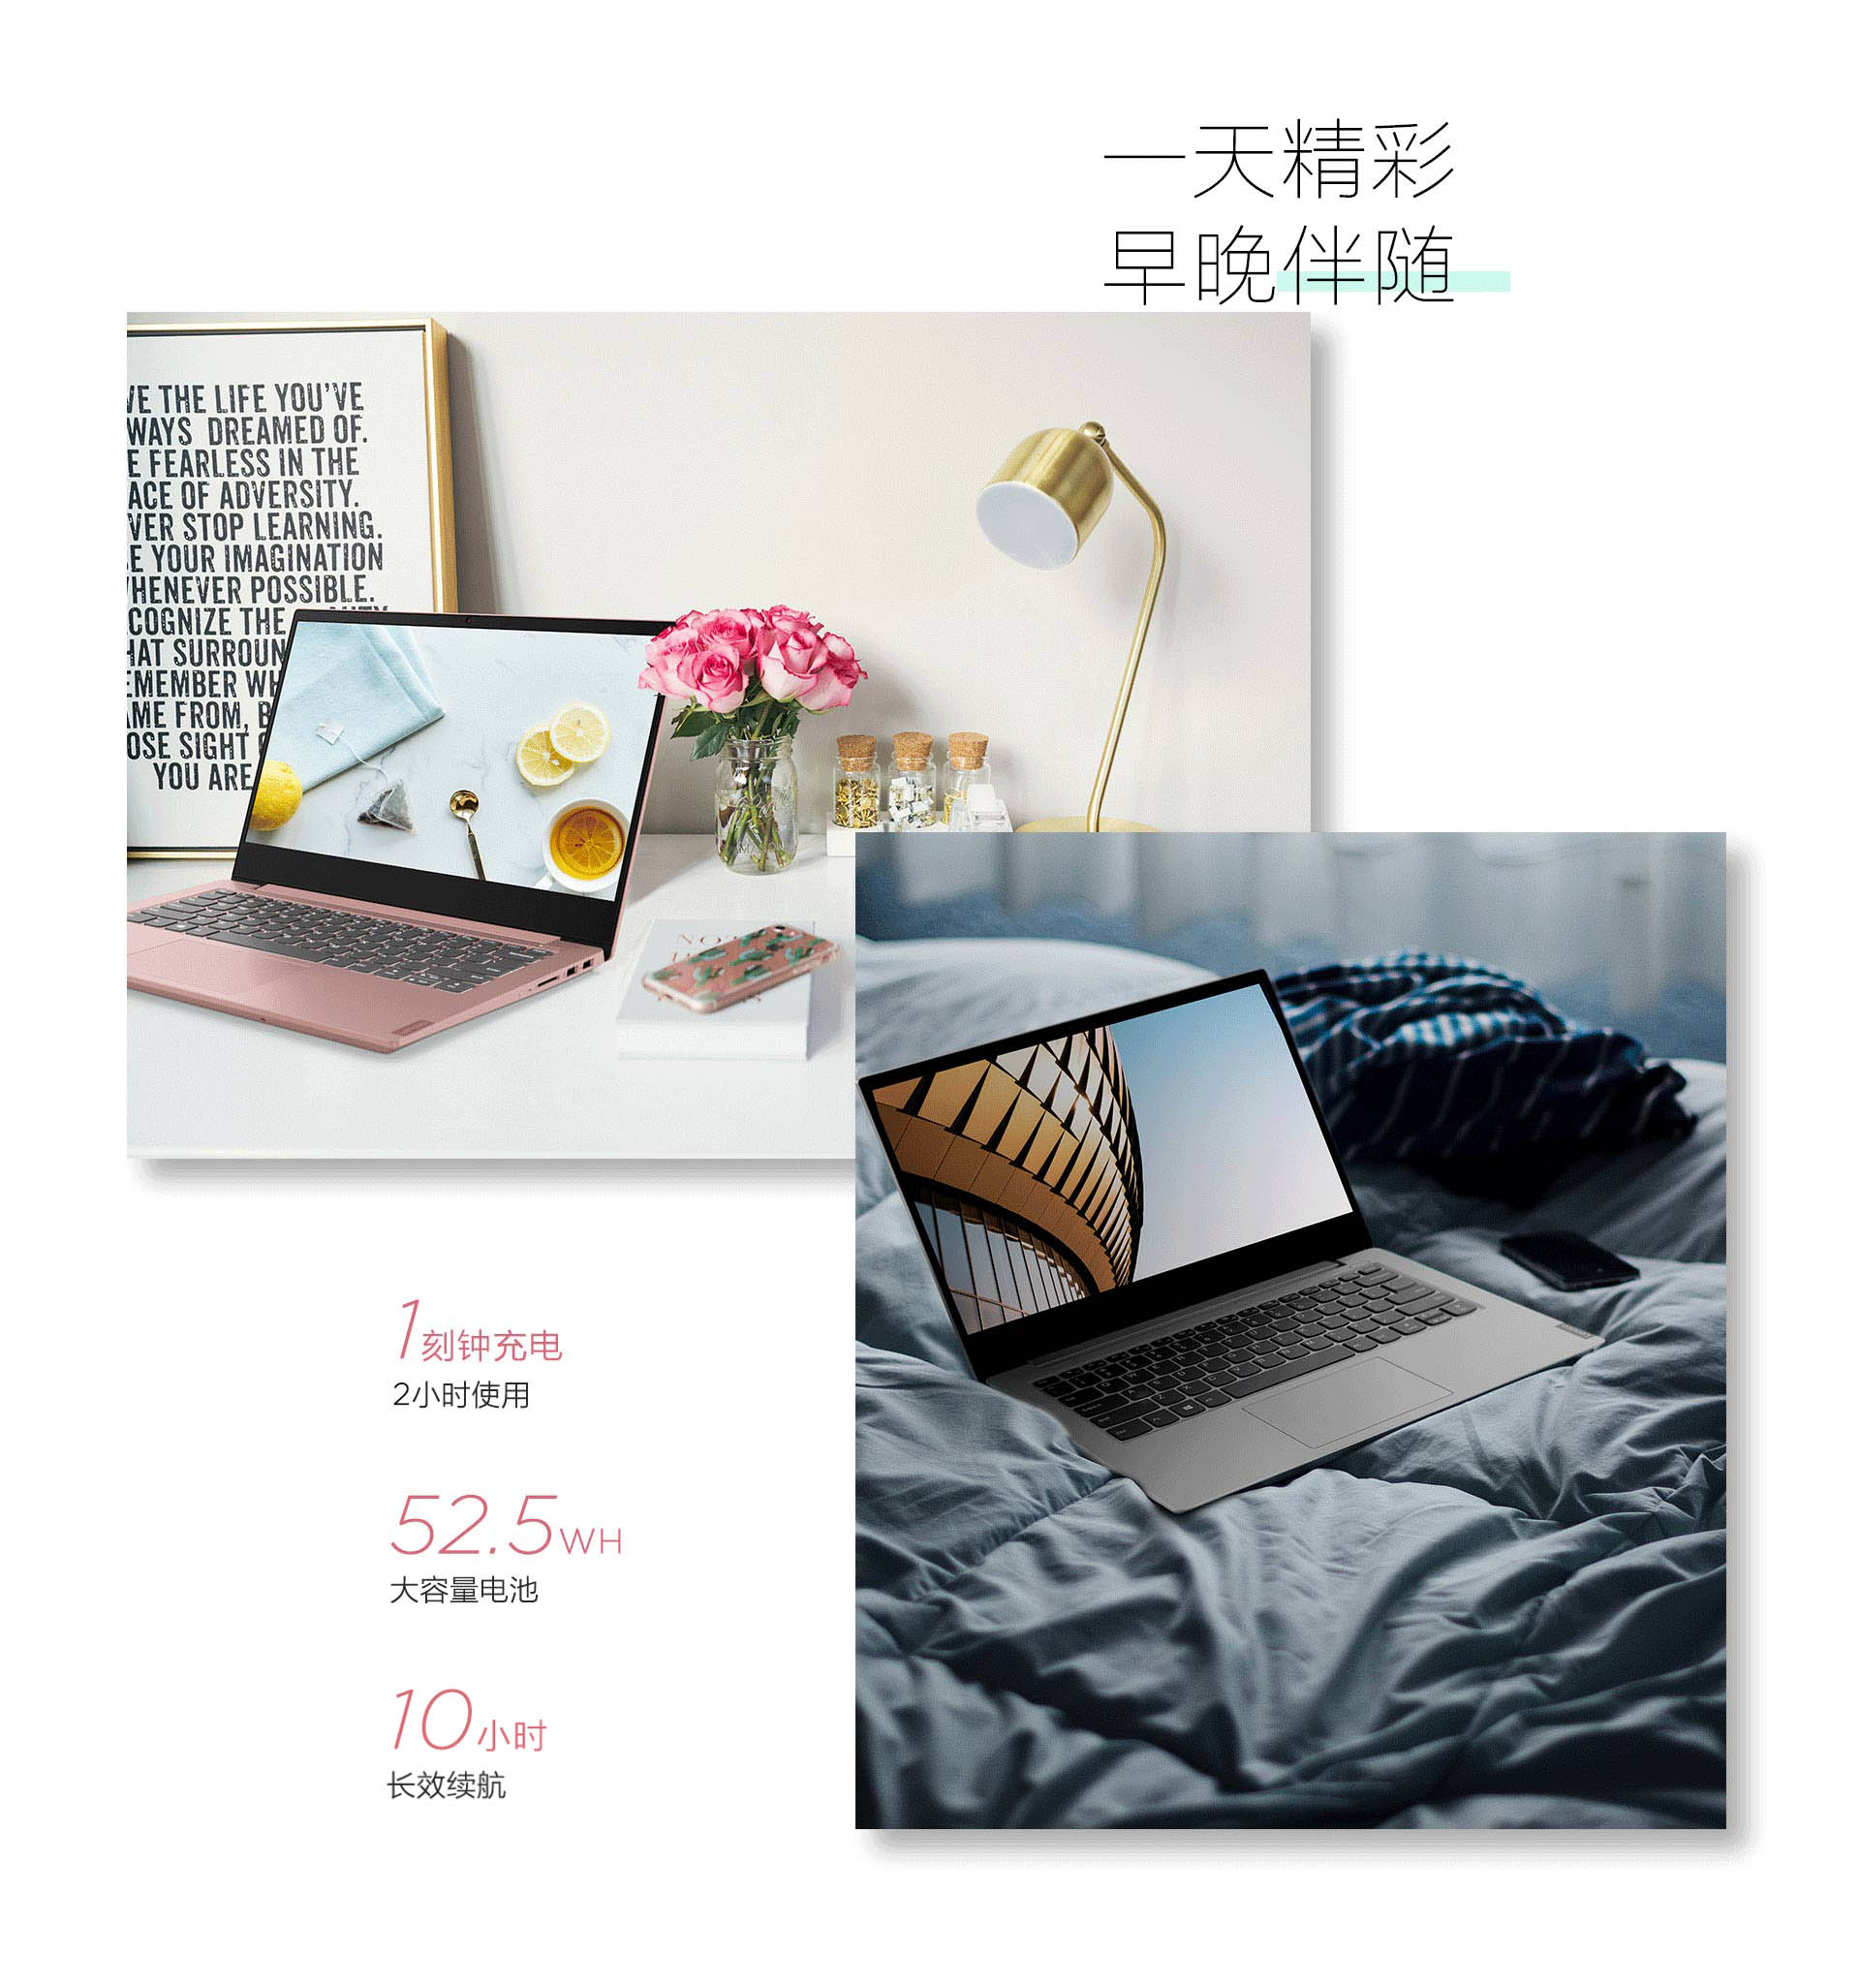 一天精彩
早晚伴随
VE THE LIFE YOU'VE
WAYS DREAMED OF.
E FEARLESS IN THE
ACE OF ADVERSITY.
VER STOP LEARNING.
E YOUR IMAGINATION
HENEVER POSSIBLE.
COGNIZE THE
HAT SURROUN
EMEMBER WH
AME FROM, B
OSE SIGHT
YOU ARE
1刻钟充电
2小时使用
52.5WH
大容量电池
10小时
长效续航